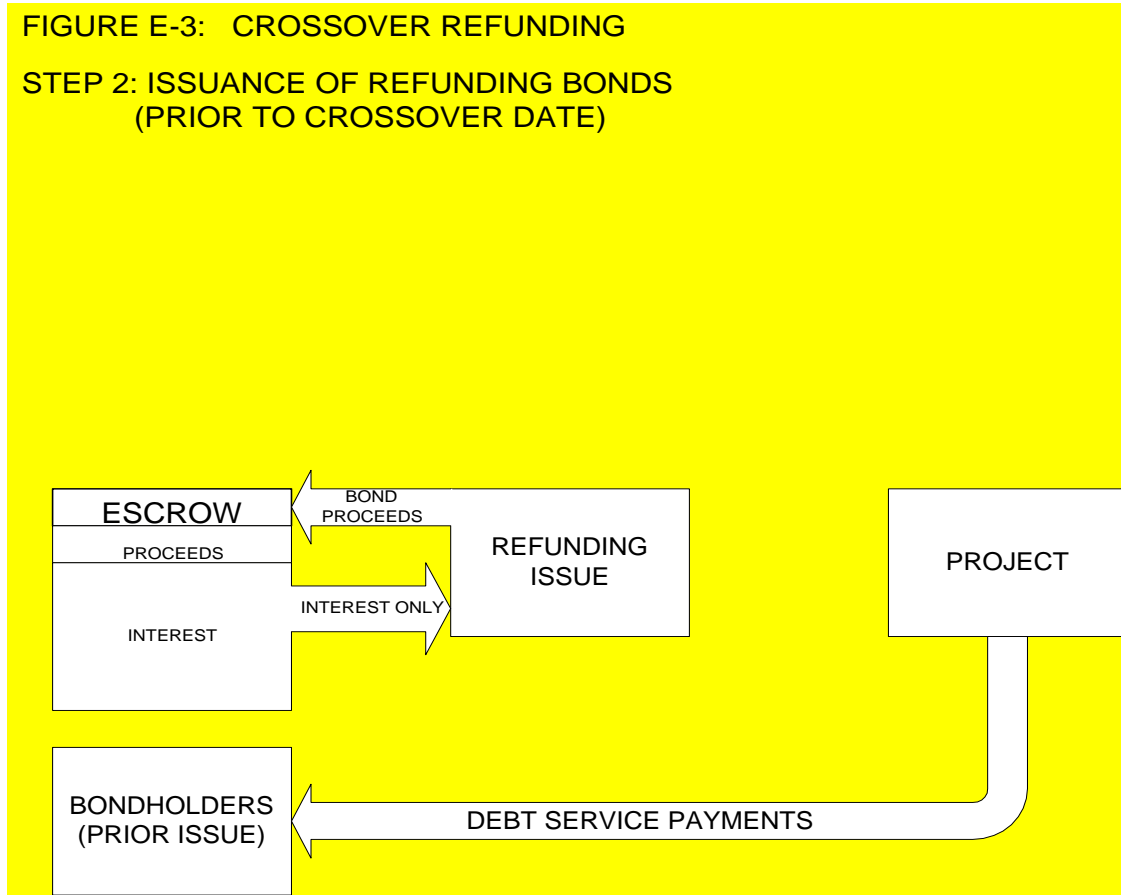 FIGURE E-3: CROSSOVER REFUNDING
STEP 2: ISSUANCE OF REFUNDING BONDS
(PRIOR TO CROSSOVER DATE)
ESCROW
PROCEEDS
INTEREST
BOND
PROCEEDS
INTEREST ONLY
REFUNDING
ISSUE
PROJECT
BONDHOLDERS
(PRIOR ISSUE)
DEBT SERVICE PAYMENTS